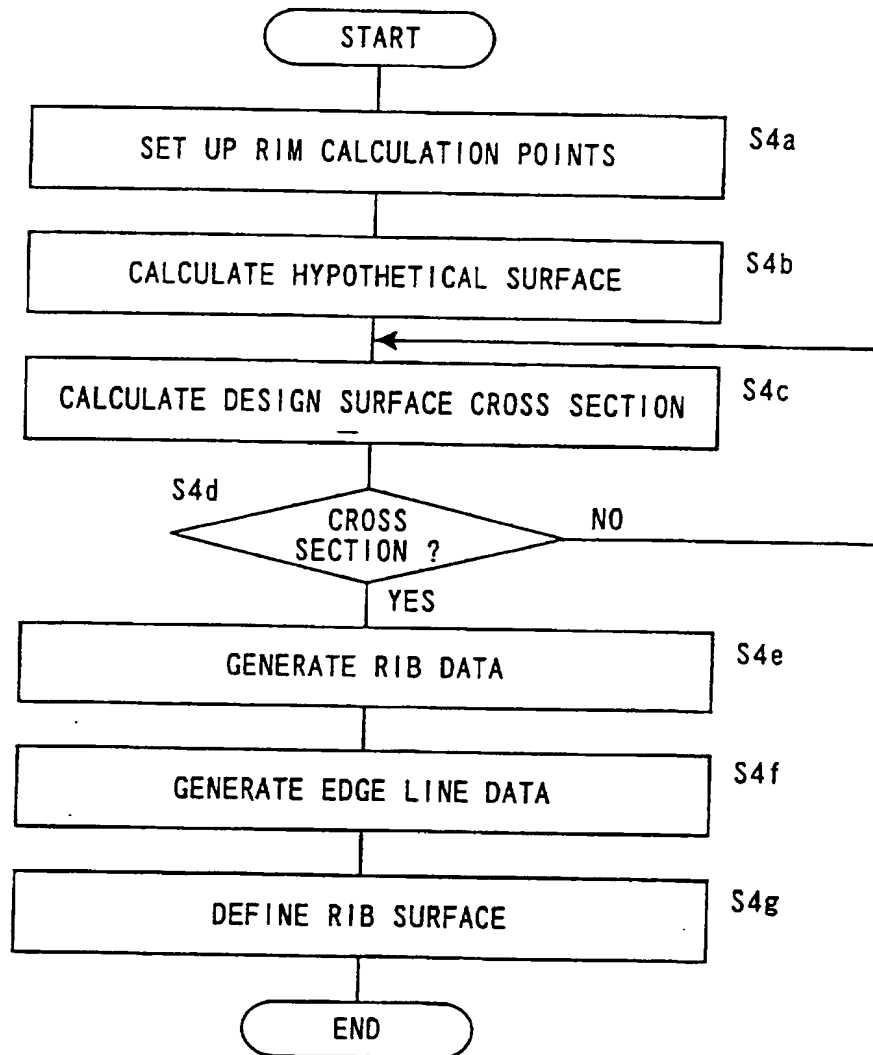 START
SET UP RIM CALCULATION POINTS
S4a
CALCULATE HYPOTHETICAL SURFACE
S4b
CALCULATE DESIGN SURFACE CROSS SECTION
S4c
S4d
CROSS
SECTION ?
NO
YES
GENERATE RIB DATA
S4e
GENERATE EDGE LINE DATA
S4f
DEFINE RIB SURFACE
S4g
END